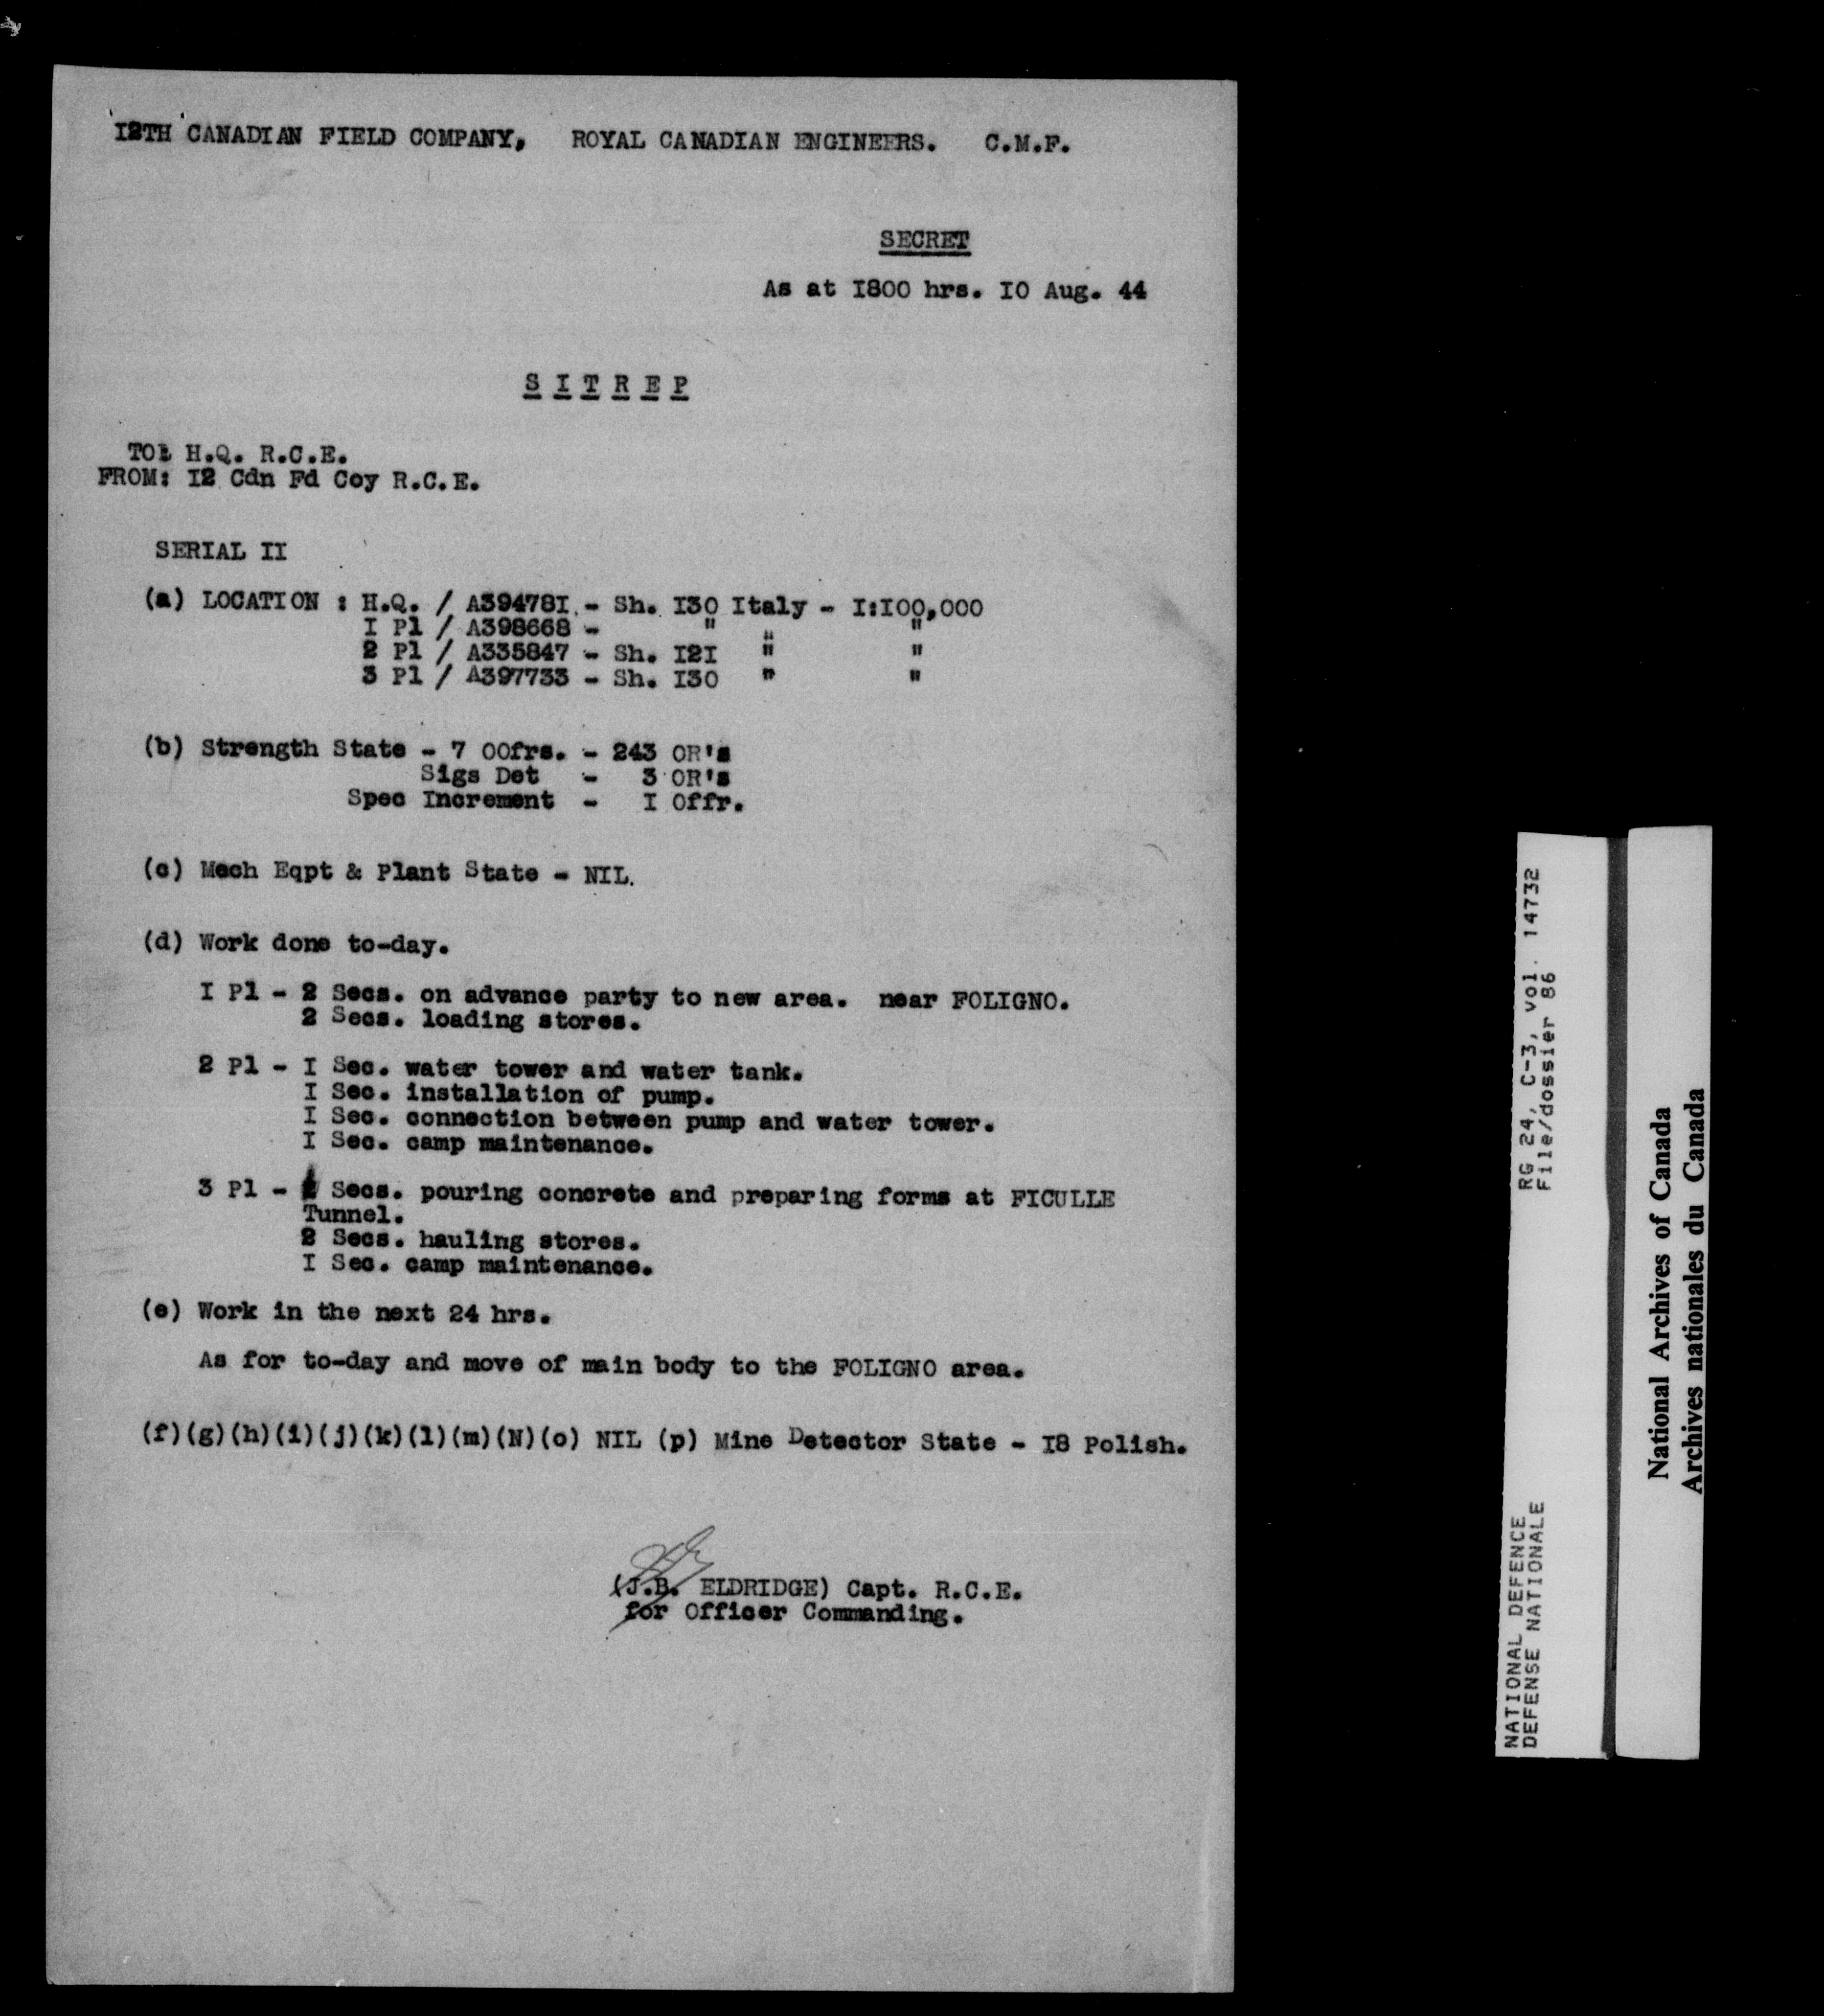 12TH CANADIAN FIELD COMPANY, ROYAL CANADIAN ENGINEERS. C.M.F.
SECRET
As at I800 hrs. IO Aug. 44
S I T R E P
TO: H.Q. R.C.E.
FROM: I2 Cdn Fd Coy R.C.E.
SERIAL II
(a) LOCATION : H.Q. / A39478I - Sh. I30 Italy - I:I00,000
I Pl / A398668 - " " "
2 Pl / A335847 - Sh. I2I " "
3 Pl / A397733 - Sh. I30 " "
(b) Strength State - 7 OOfrs. - 243 OR's
Sigs Det - 3 OR's
Spec Increment - I Offr.
(c) Mech Eqpt & Plant State - NIL.
(d) Work done to-day.
I Pl - 2 Secs. on advance party to new area. near FOLIGNO.
2 Secs. loading stores.
2 Pl - I Sec. water tower and water tank.
I Sec. installation of pump.
I Sec. connection between pump and water tower.
I Sec. camp maintenance.
3 Pl - Secs. pouring concrete and preparing forms at FICULLE
Tunnel.
2 Secs. hauling stores.
I Sec. camp maintenance.
(e) Work in the next 24 hrs.
As for to-day and move of main body to the FOLIGNO area.
(f)(g)(h)(i)(j)(k)(l)(m)(N)(o) NIL (p) Mine Detector State - I8 Polish.
(J.B. ELDRIDGE) Capt. R.C.E.
for Officer Commanding.
RG 24, C-3, vol. 14732
File/dossier 86
NATIONAL DEFENCE
DEFENSE NATIONALE
National Archives of Canada
Archives nationales du Canada